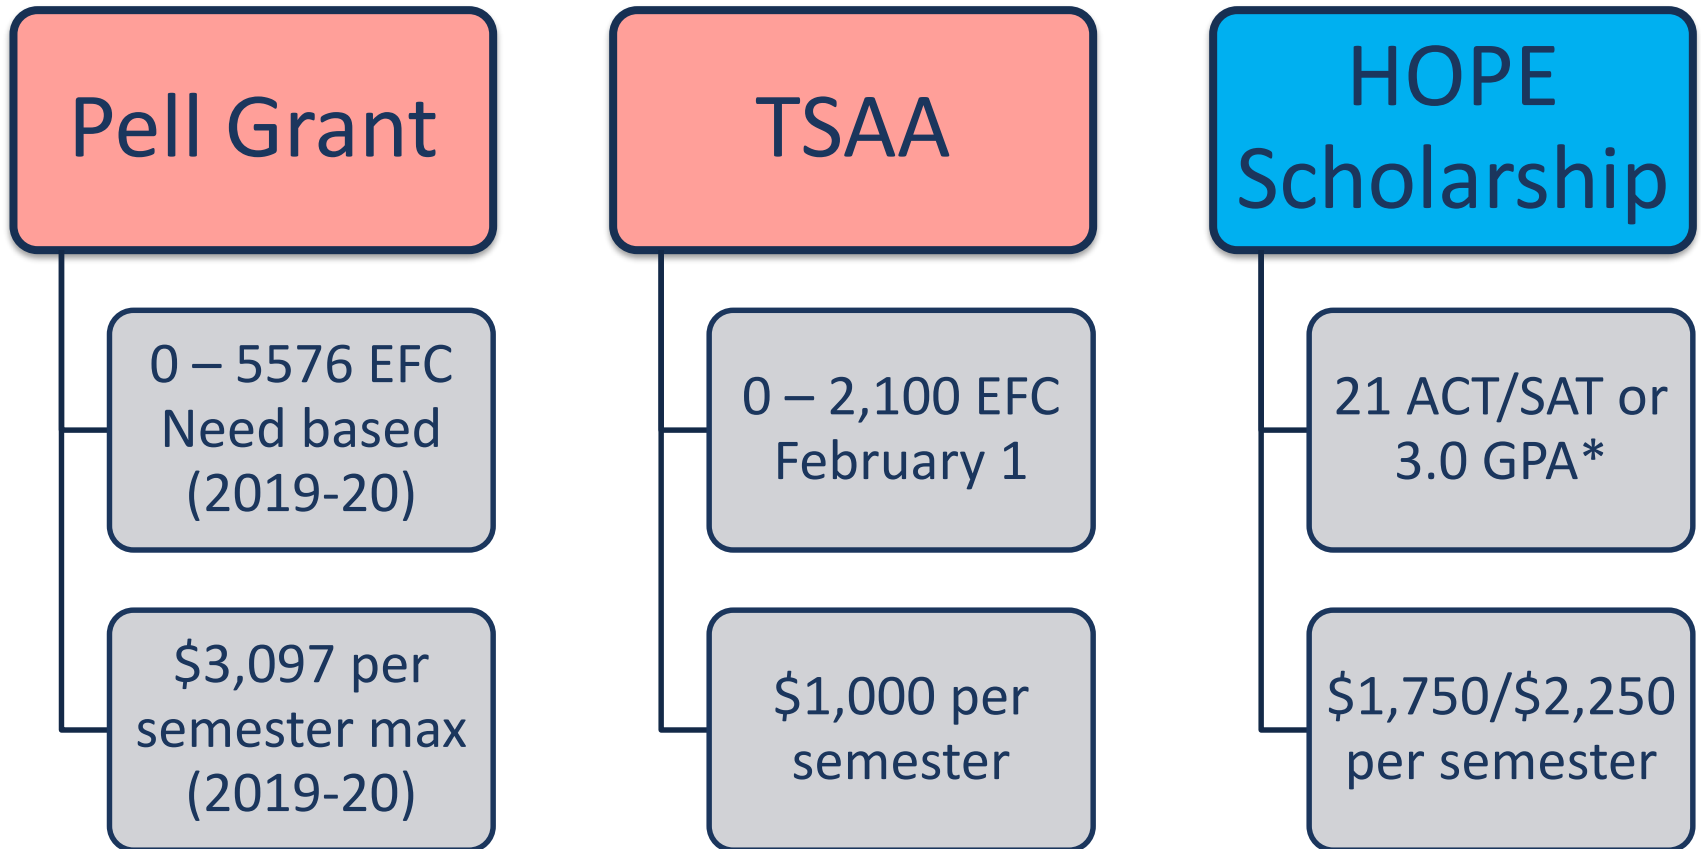 Pell Grant
0 – 5576 EFC
Need based
(2019-20)
$3,097 per
semester max
(2019-20)
TSAA
0 – 2,100 EFC
February 1
$1,000 per
semester
HOPE
Scholarship
21 ACT/SAT or
3.0 GPA*
$1,750/$2,250
per semester